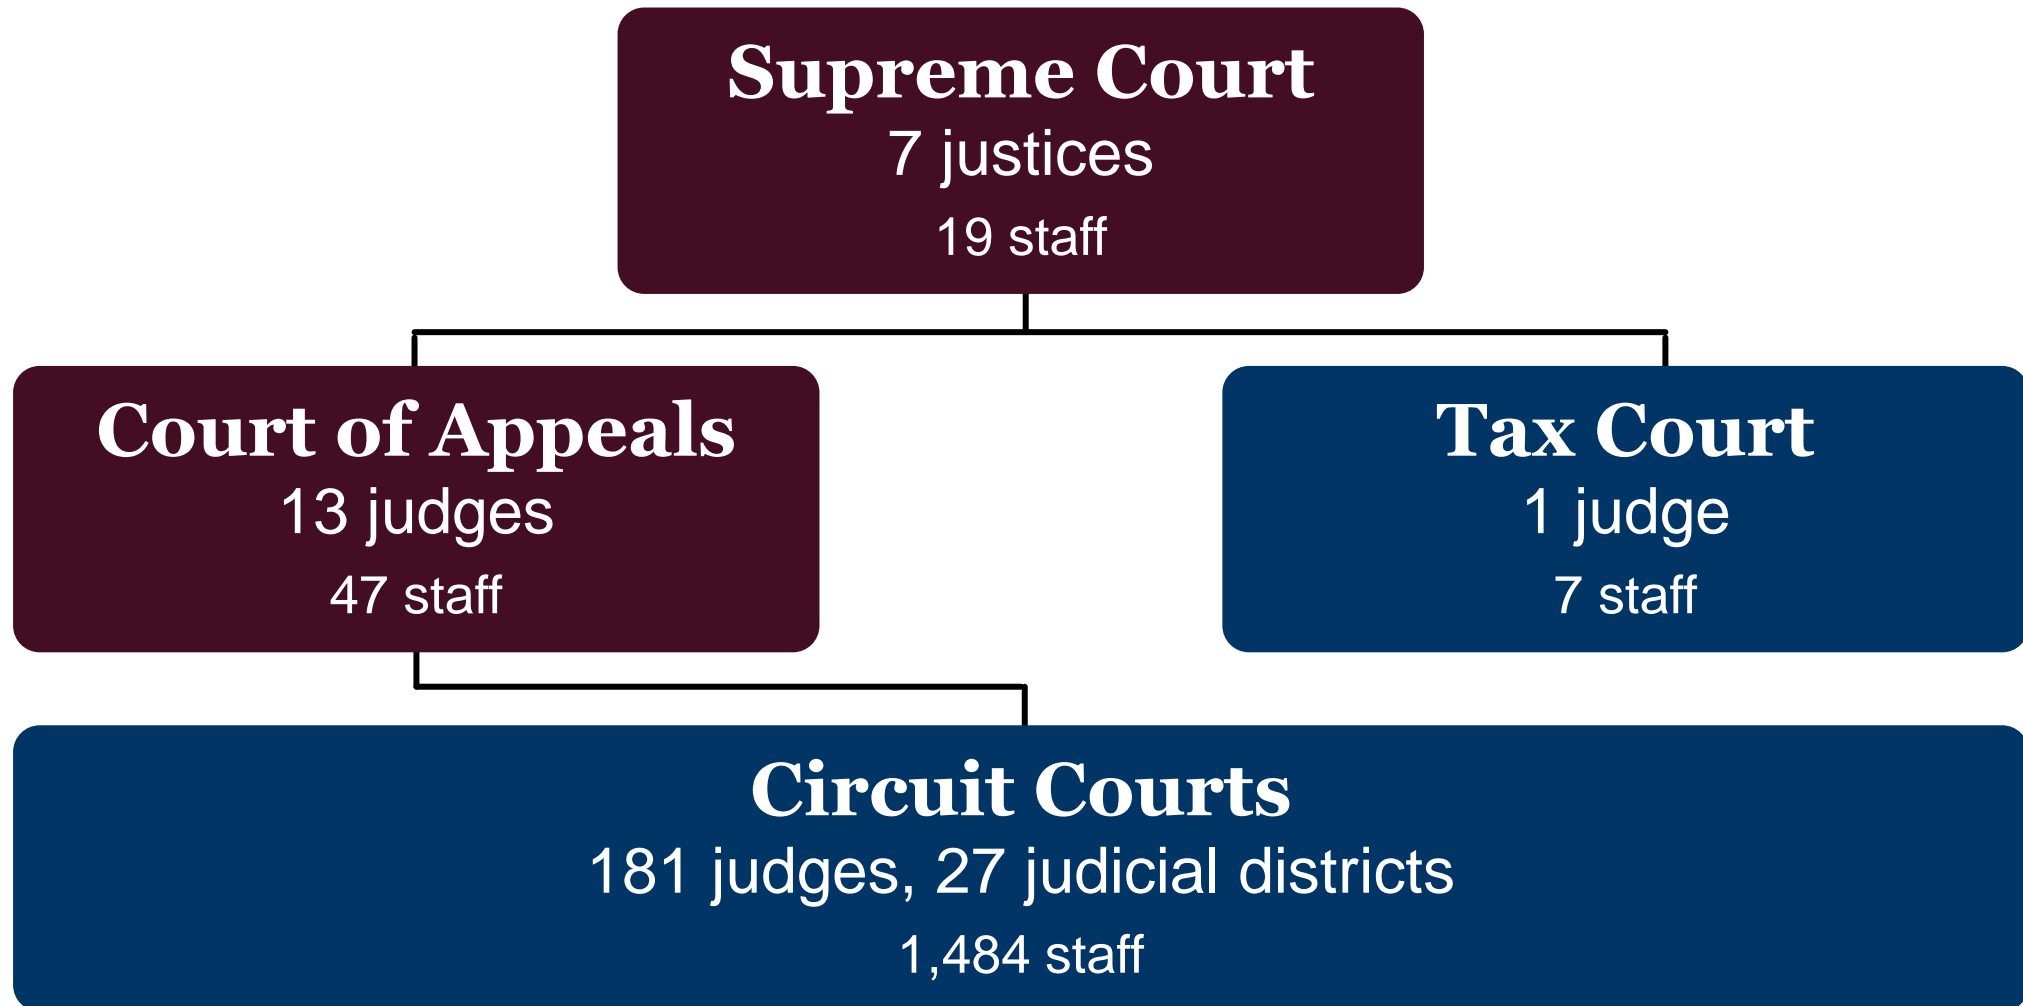 Supreme Court
7 justices
19 staff
Court of Appeals
13 judges
47 staff
Tax Court
1 judge
7 staff
Circuit Courts
181 judges, 27 judicial districts
1,484 staff